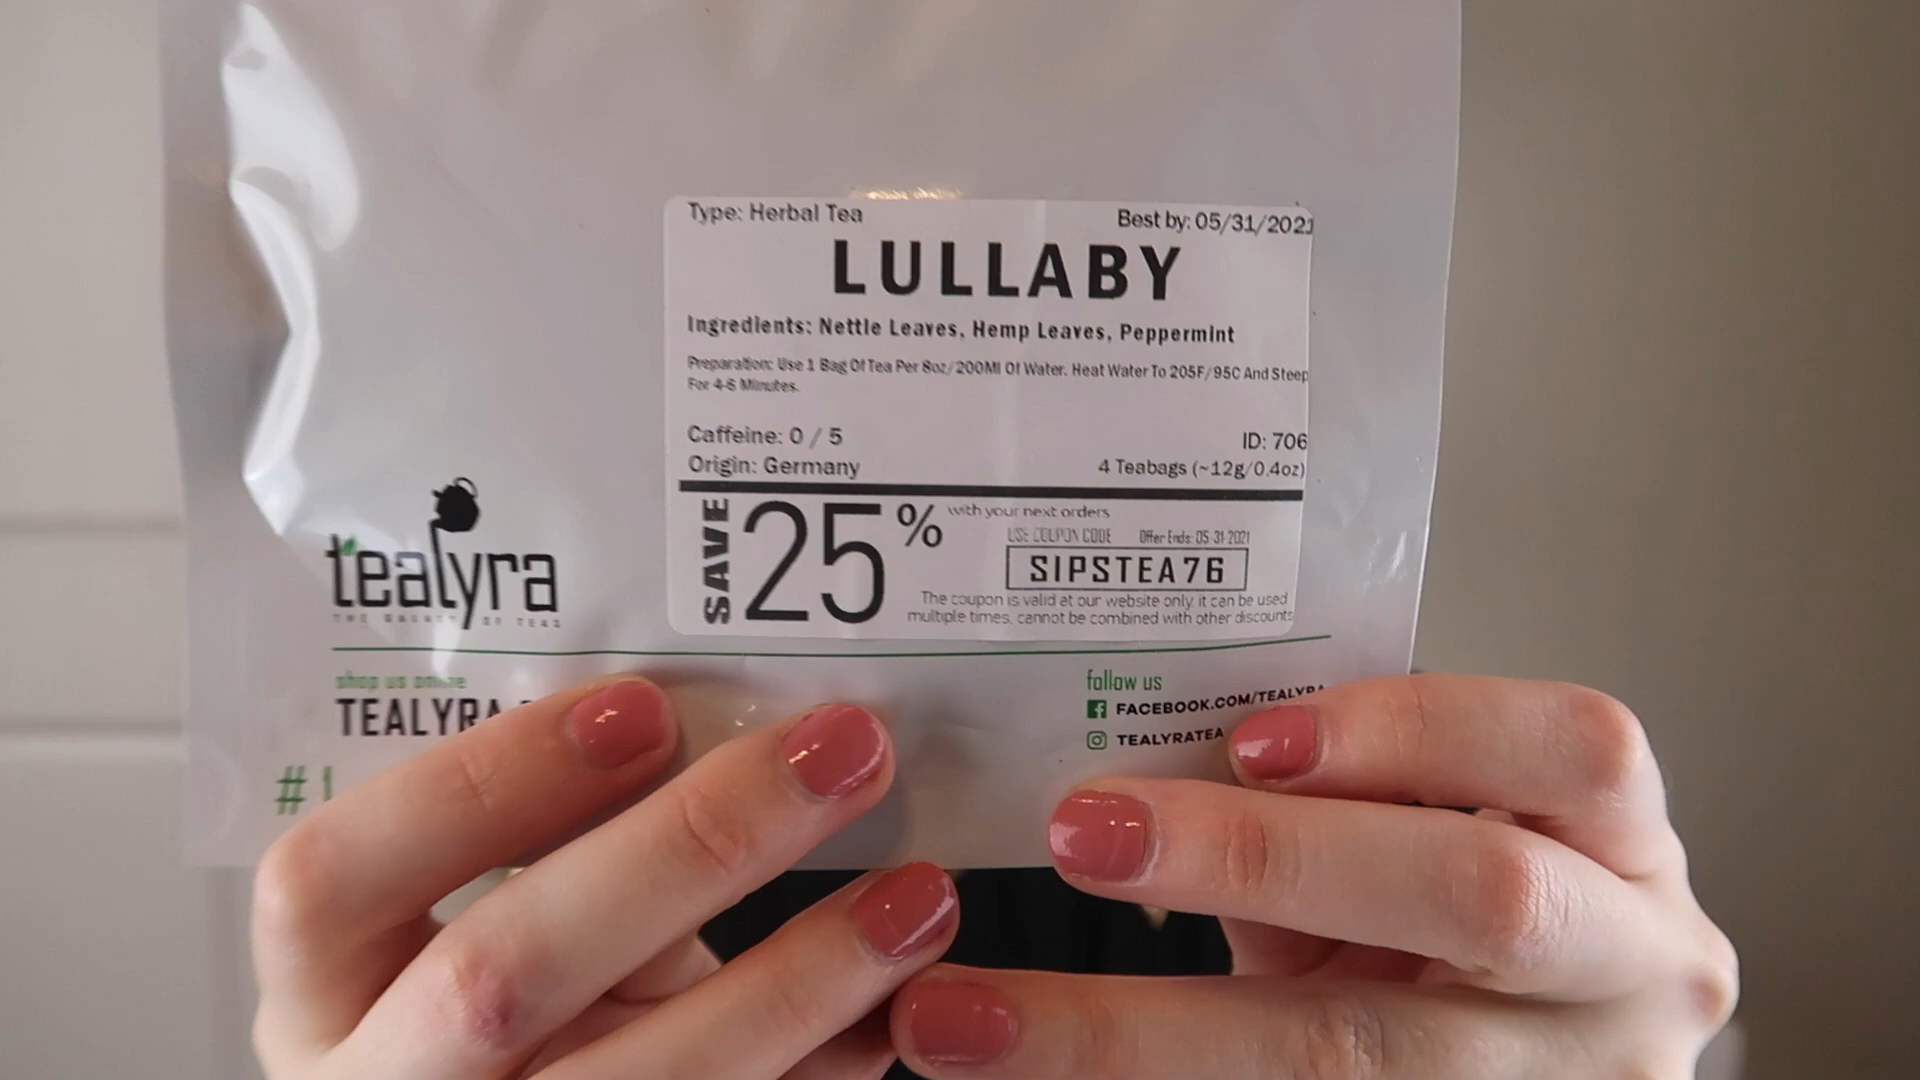 Type: Herbal Tea
Best by: 05/31/2021
LULLABY
Ingredients: Nettle Leaves, Hemp Leaves, Peppermint
Preparation: Use 1 Bag Of Tea Per 8oz/200Ml Of Water. Heat Water To 205F/95C And Steep
For 4-6 Minutes.
Caffeine: 0 / 5
ID: 706
Origin: Germany
4 Teabags (~12g/0.4oz)
SAVE 25% with your next orders
USE COUPON CODE
Offer Ends: 05-31-2021
SIPSTEA76
The coupon is valid at our website only, it can be used
multiple times, cannot be combined with other discounts
tealyra
shop us online
TEALYRA
follow us
FACEBOOK.COM/TEALYRA
TEALYRATEA
#1